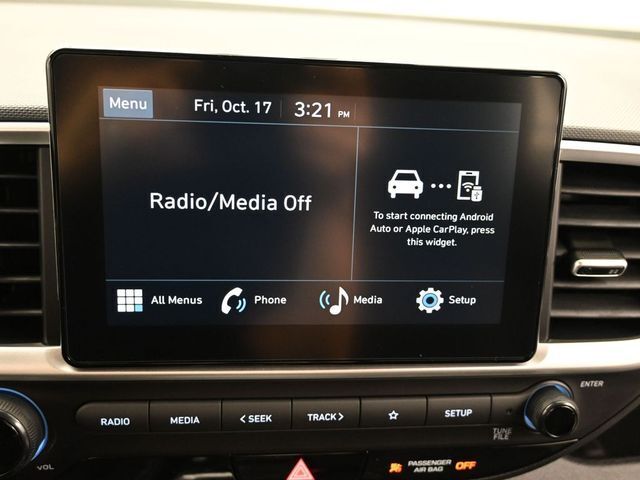 Menu Fri, Oct. 17 3:21 PM
Radio/Media Off
To start connecting Android
Auto or Apple CarPlay, press
this widget.
All Menus Phone Media Setup
RADIO MEDIA < SEEK TRACK > SETUP
ENTER
TUNE
FILE
VOL
PASSENGER
AIR BAG OFF